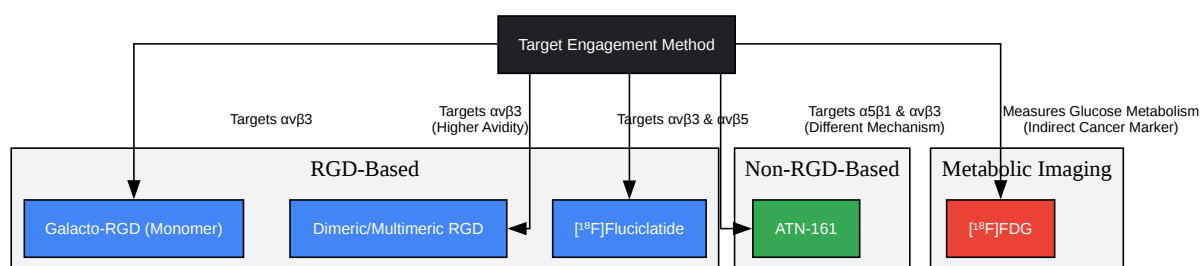 Target Engagement Method
Targets αvβ3
Targets αvβ3
(Higher Avidity)
Targets αvβ3 & αvβ5
Targets α5β1 & αvβ3
(Different Mechanism)
Measures Glucose Metabolism
(Indirect Cancer Marker)
RGD-Based
Non-RGD-Based
Metabolic Imaging
Galacto-RGD (Monomer)
Dimeric/Multimeric RGD
[¹⁸F]Fluciclatide
ATN-161
[¹⁸F]FDG